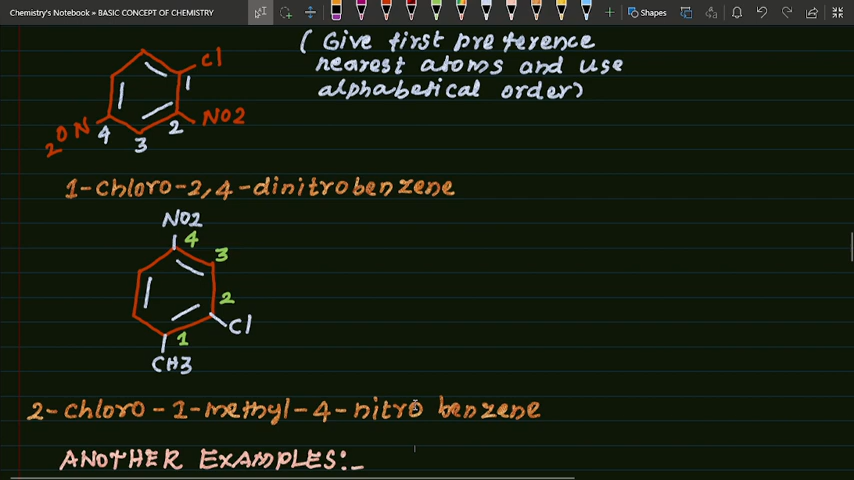 Chemistry's Notebook » BASIC CONCEPT OF CHEMISTRY
Shapes
( Give first preference
nearest atoms and use
alphabetical order)
Cl
1
NO2
2
3
4
2ON
1-chloro-2,4-dinitrobenzene
NO2
4
3
2
Cl
1
CH3
2-chloro-1-methyl-4-nitro benzene
ANOTHER EXAMPLES:-